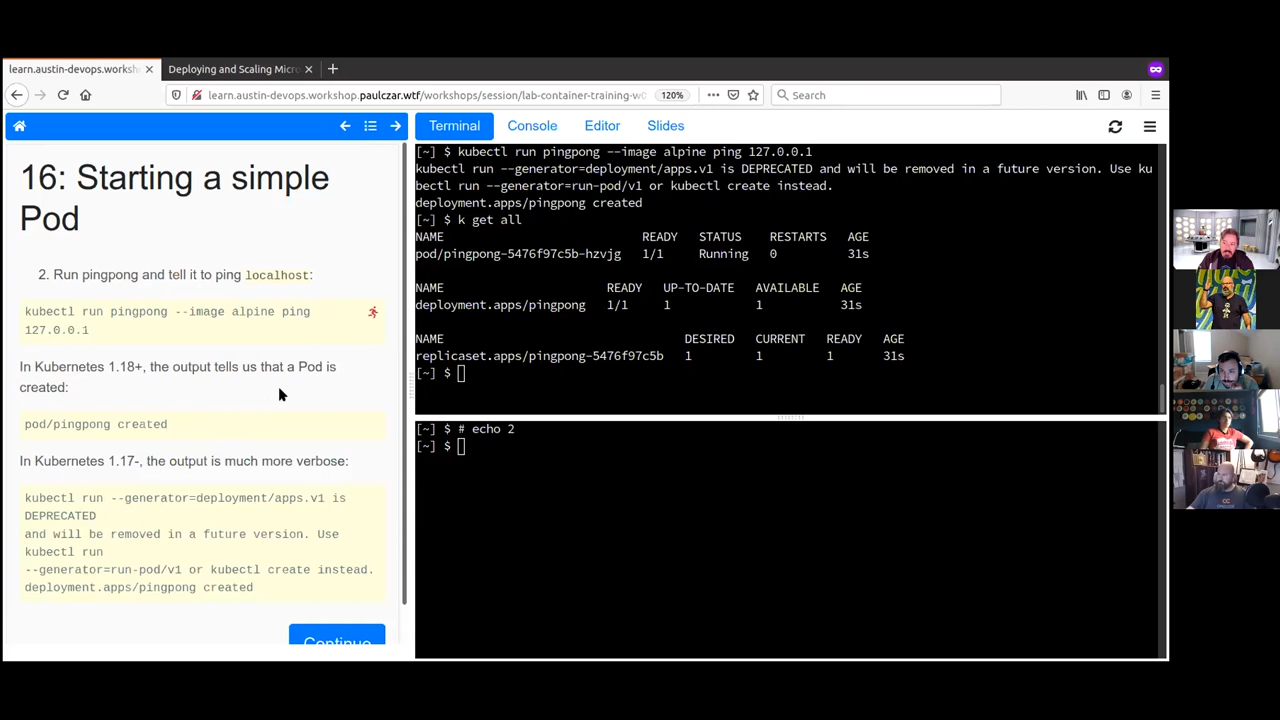 learn.austin-devops.worksh
Deploying and Scaling Micr
learn.austin-devops.workshop.paulczar.wtf/workshops/session/lab-container-training-w
120%
Search
Terminal
Console
Editor
Slides
16: Starting a simple
Pod
2. Run pingpong and tell it to ping localhost:
kubectl run pingpong --image alpine ping
127.0.0.1
In Kubernetes 1.18+, the output tells us that a Pod is
created:
pod/pingpong created
In Kubernetes 1.17-, the output is much more verbose:
kubectl run --generator=deployment/apps.v1 is
DEPRECATED
and will be removed in a future version. Use
kubectl run
--generator=run-pod/v1 or kubectl create instead.
deployment.apps/pingpong created
Continue
[~] $ kubectl run pingpong --image alpine ping 127.0.0.1
kubectl run --generator=deployment/apps.v1 is DEPRECATED and will be removed in a future version. Use ku
bectl run --generator=run-pod/v1 or kubectl create instead.
deployment.apps/pingpong created
[~] $ k get all
NAME READY STATUS RESTARTS AGE
pod/pingpong-5476f97c5b-hzvjg 1/1 Running 0 31s
NAME READY UP-TO-DATE AVAILABLE AGE
deployment.apps/pingpong 1/1 1 1 31s
NAME DESIRED CURRENT READY AGE
replicaset.apps/pingpong-5476f97c5b 1 1 1 31s
[~] $
[~] $ # echo 2
[~] $